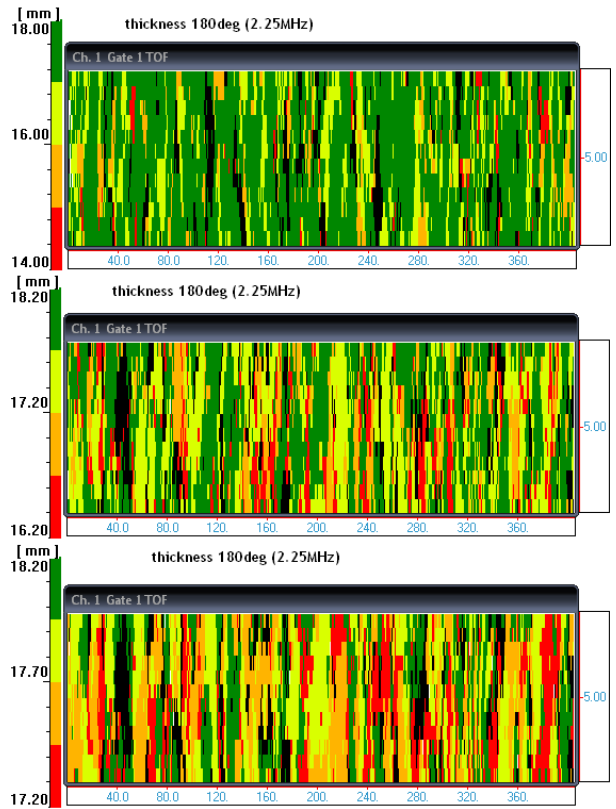 [ mm ]
18.00
thickness 180deg (2.25MHz)
Ch. 1 Gate 1 TOF
16.00
5.00
14.00
40.0 80.0 120. 160. 200. 240. 280. 320. 360.
[ mm ]
18.20
thickness 180deg (2.25MHz)
Ch. 1 Gate 1 TOF
17.20
5.00
16.20
40.0 80.0 120. 160. 200. 240. 280. 320. 360.
[ mm ]
18.20
thickness 180deg (2.25MHz)
Ch. 1 Gate 1 TOF
17.70
5.00
17.20
40.0 80.0 120. 160. 200. 240. 280. 320. 360.